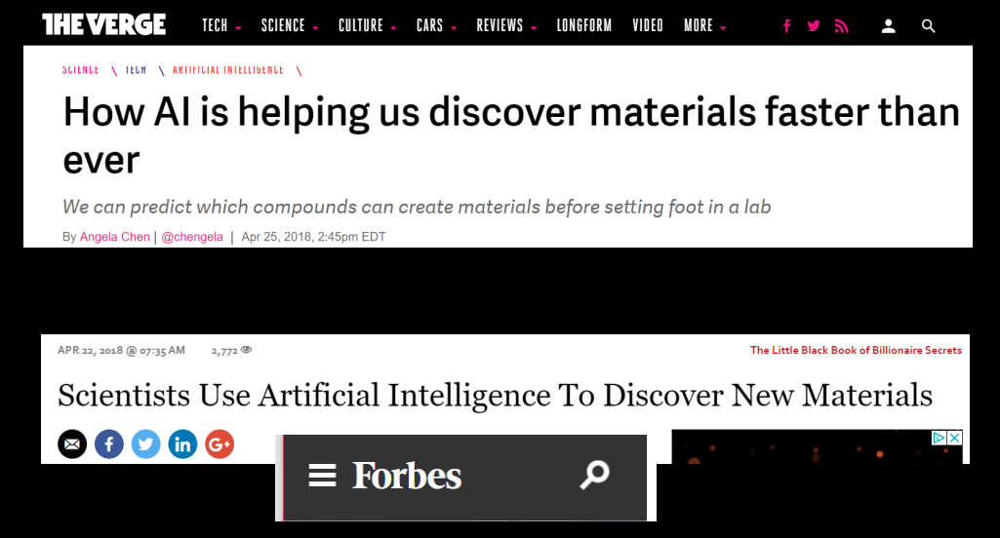 THE VERGE TECH SCIENCE CULTURE CARS REVIEWS LONGFORM VIDEO MORE
SCIENCE \ TECH \ ARTIFICIAL INTELLIGENCE \
How AI is helping us discover materials faster than
ever
We can predict which compounds can create materials before setting foot in a lab
By Angela Chen | @chengela | Apr 25, 2018, 2:45pm EDT
APR 22, 2018 @ 07:35 AM 2,772 The Little Black Book of Billionaire Secrets
Scientists Use Artificial Intelligence To Discover New Materials
f in G+
Forbes